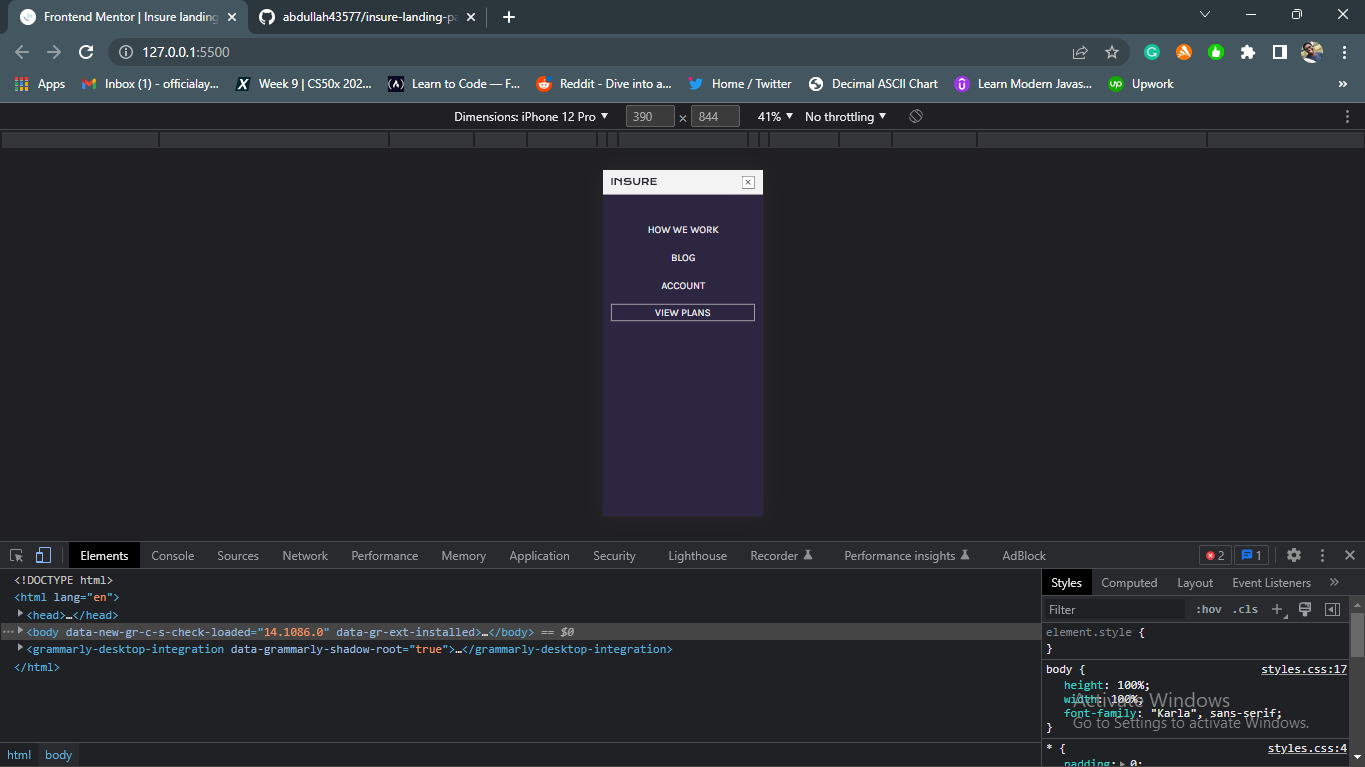 Frontend Mentor | Insure landing
abdullah43577/insure-landing-pa
127.0.0.1:5500
Apps
Inbox (1) - officialay...
Week 9 | CS50x 202...
Learn to Code — F...
Reddit - Dive into a...
Home / Twitter
Decimal ASCII Chart
Learn Modern Javas...
Upwork
»
Dimensions: iPhone 12 Pro ▼ 390 × 844 41% ▼ No throttling ▼
INSURE
HOW WE WORK
BLOG
ACCOUNT
VIEW PLANS
Elements Console Sources Network Performance Memory Application Security Lighthouse Recorder Performance insights AdBlock 2 1
<!DOCTYPE html>
<html lang="en">
<head>…</head>
<body data-new-gr-c-s-check-loaded="14.1086.0" data-gr-ext-installed>…</body> == $0
<grammarly-desktop-integration data-grammarly-shadow-root="true">…</grammarly-desktop-integration>
</html>
html body
Styles Computed Layout Event Listeners »
Filter :hov .cls +
element.style {
}
body { styles.css:17
height: 100%;
width: 100%;
font-family: "Karla", sans-serif;
}
* { styles.css:4
padding: 0;
Activate Windows
Go to Settings to activate Windows.